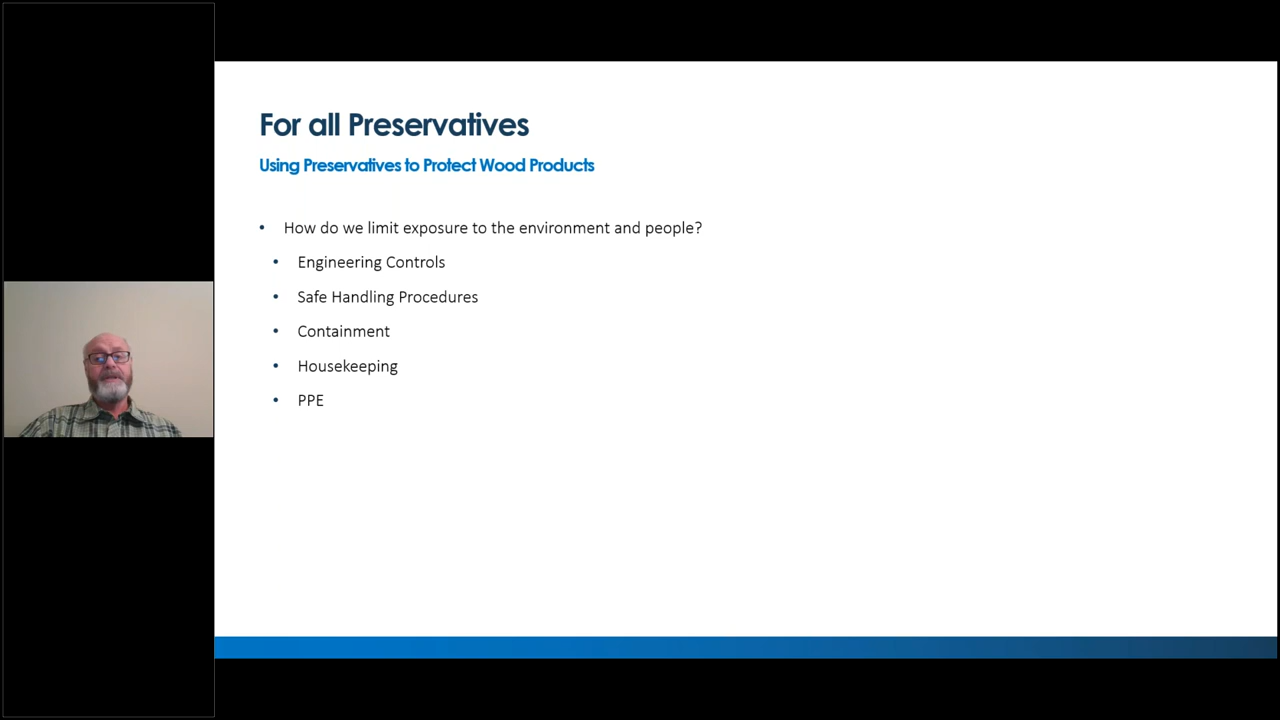 For all Preservatives
Using Preservatives to Protect Wood Products
• How do we limit exposure to the environment and people?
• Engineering Controls
• Safe Handling Procedures
• Containment
• Housekeeping
• PPE